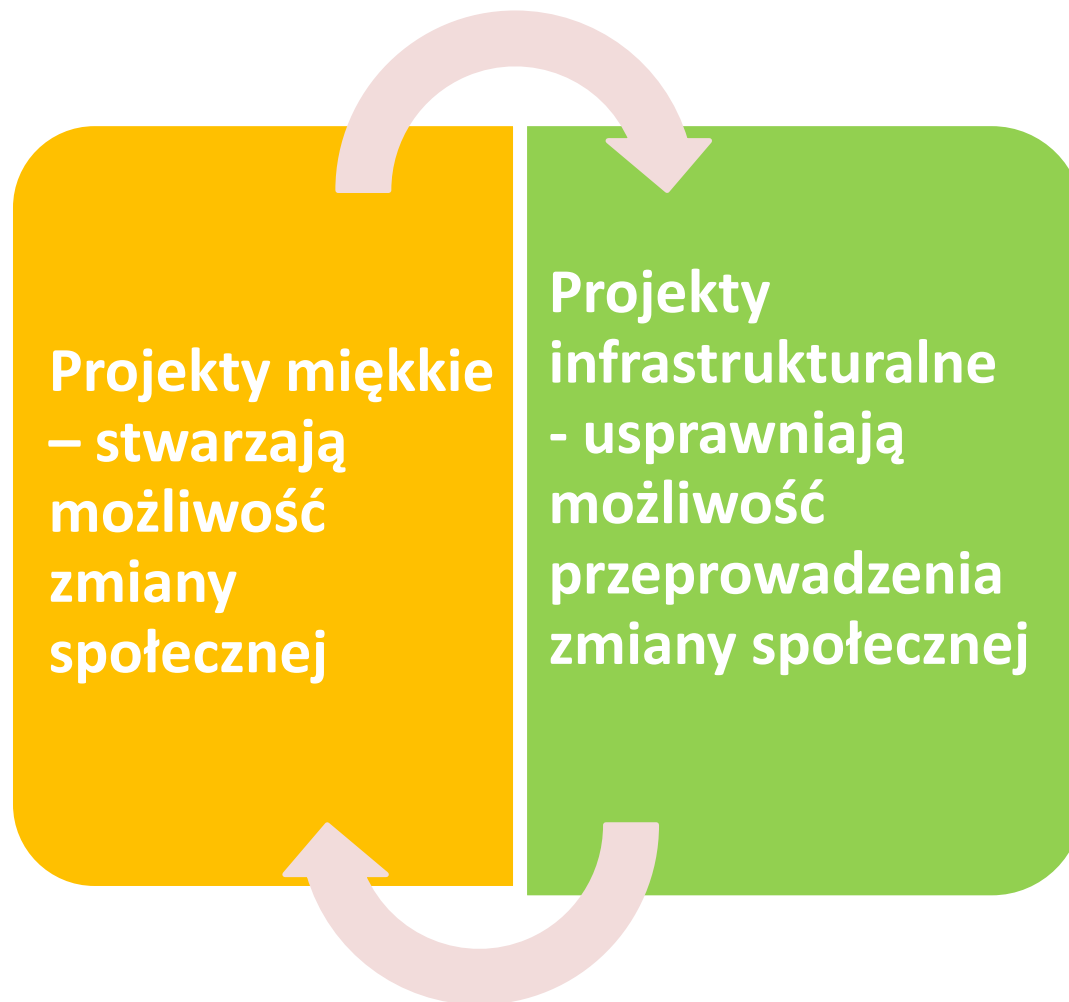 Projekty miękkie
– stwarzają
możliwość
zmiany
społecznej
Projekty
infrastrukturalne
- usprawniają
możliwość
przeprowadzenia
zmiany społecznej